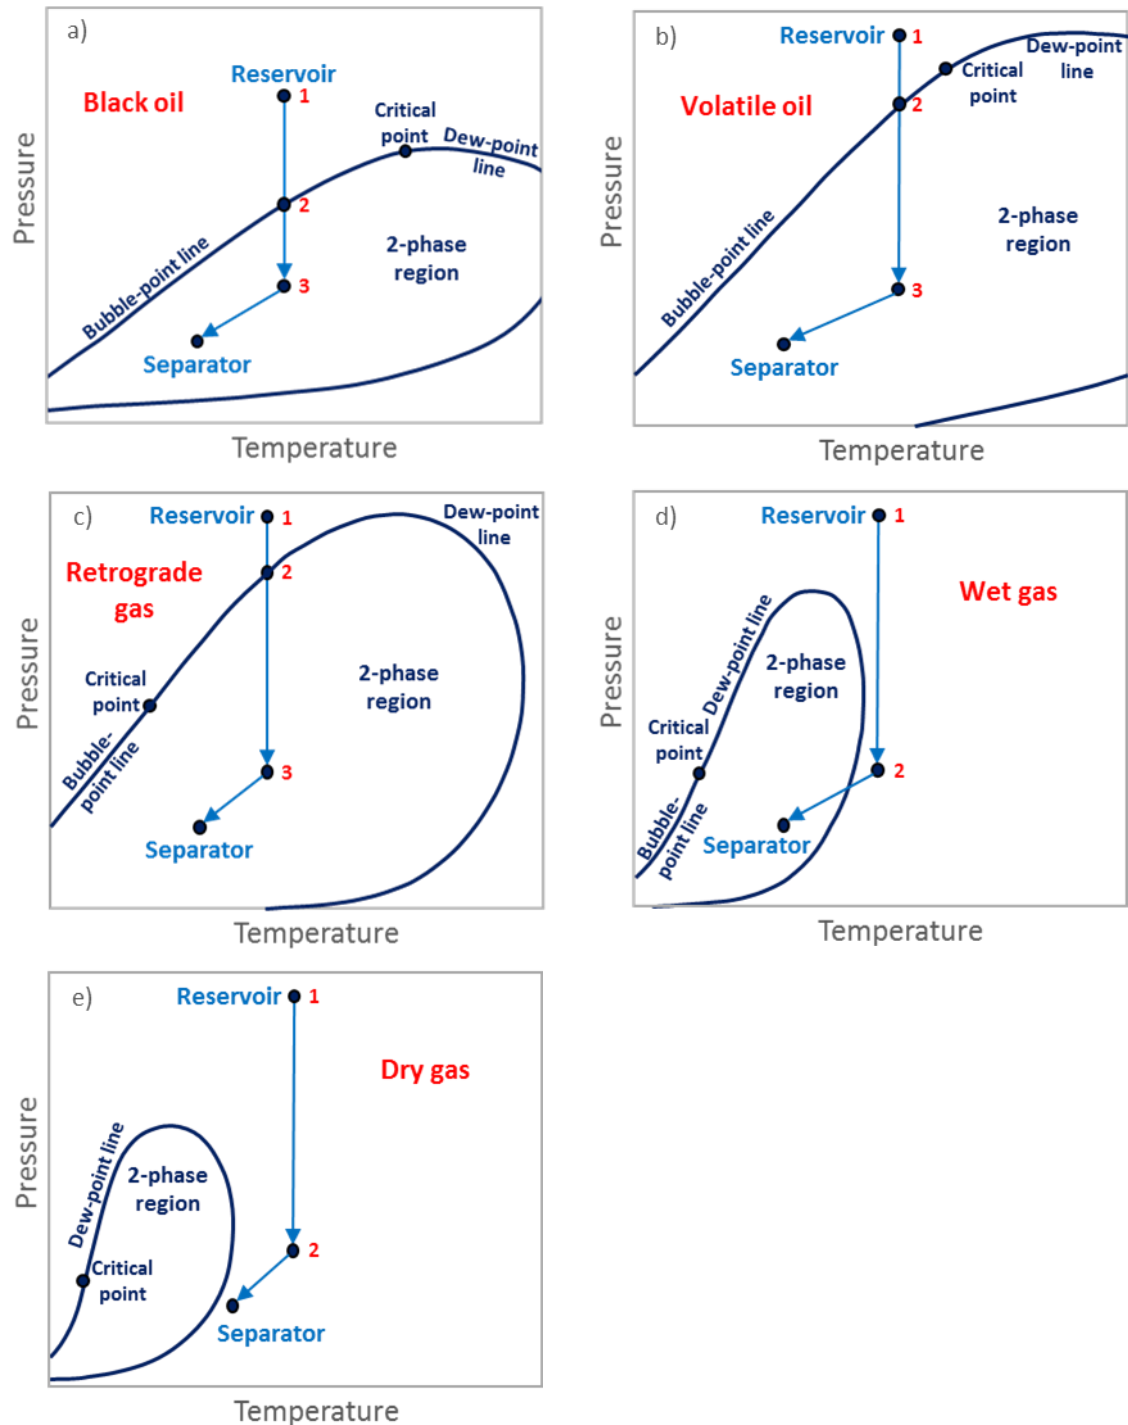 a)
Reservoir
1
Black oil
Critical
point
Dew-point
line
2
2-phase
region
Bubble-point line
3
Separator
Pressure
Temperature
b)
Reservoir
1
Dew-point
line
Critical
point
Volatile oil
2
2-phase
region
Bubble-point line
3
Separator
Pressure
Temperature
c)
Reservoir
1
Dew-point
line
Retrograde
gas
2
Critical
point
2-phase
region
Bubble-
point line
3
Separator
Pressure
Temperature
d)
Reservoir
1
Wet gas
Dew-point line
2-phase
region
Critical
point
2
Bubble-
point line
Separator
Pressure
Temperature
e)
Reservoir
1
Dry gas
Dew-point line
2-phase
region
Critical
point
2
Separator
Pressure
Temperature